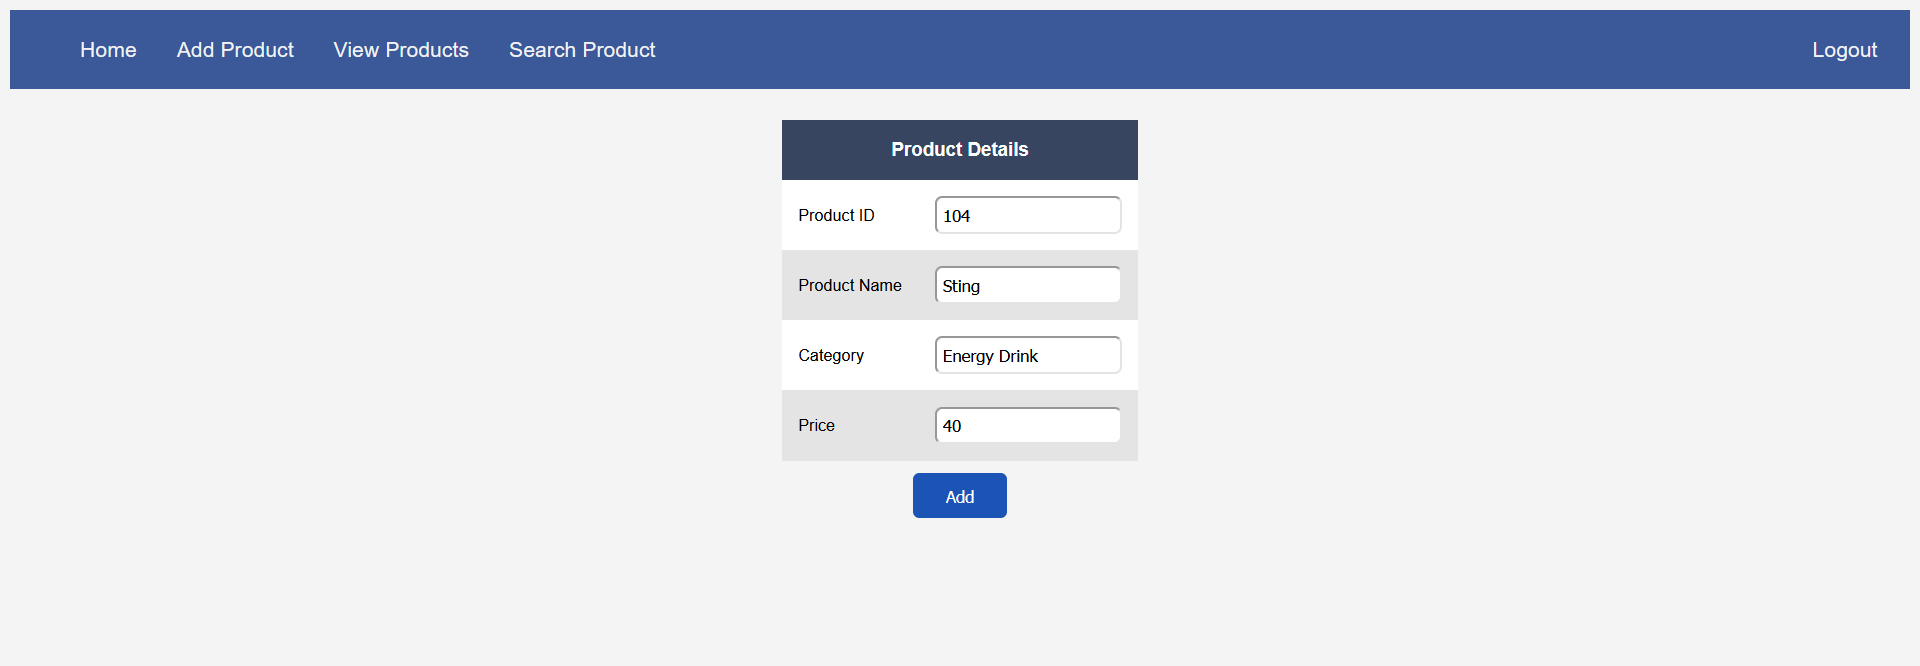 Home Add Product View Products Search Product Logout
Product Details
Product ID 104
Product Name Sting
Category Energy Drink
Price 40
Add